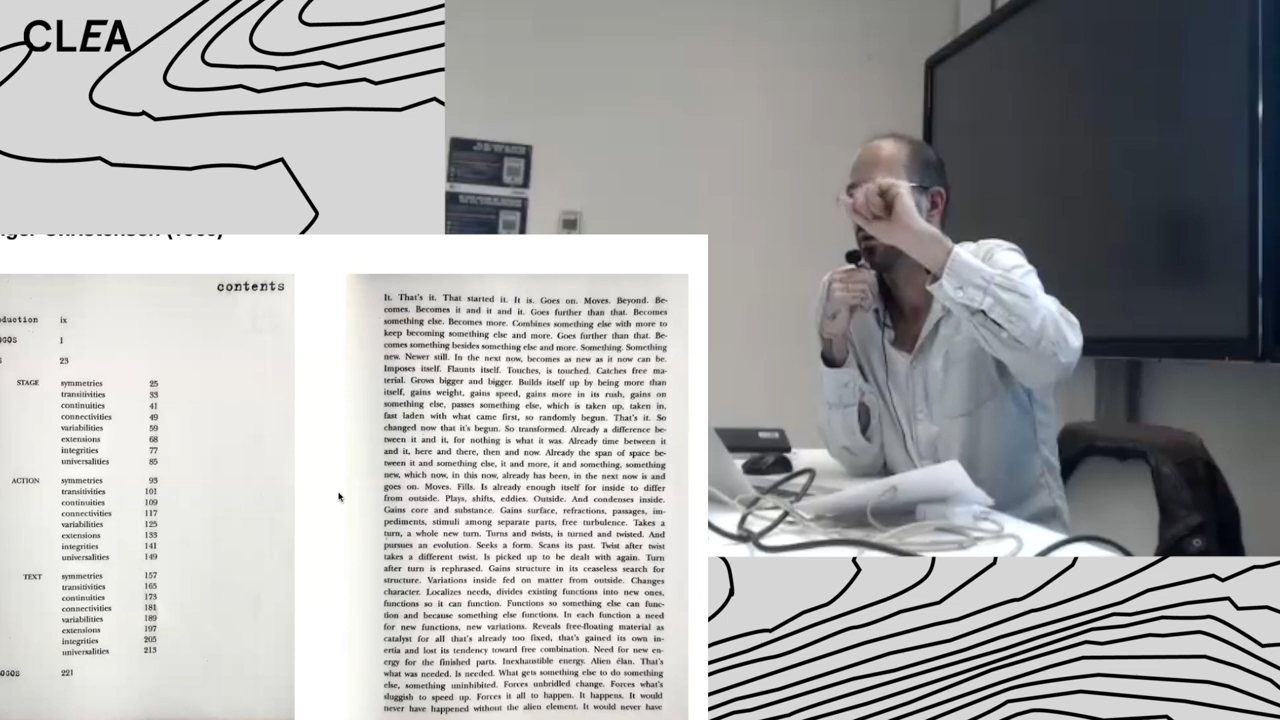 CLEA
contents
ix
1
23
STAGE symmetries 25
transitivities 33
continuities 41
connectivities 49
variabilities 59
extensions 68
integrities 77
universalities 85
ACTION symmetries 93
transitivities 101
continuities 109
connectivities 117
variabilities 125
extensions 133
integrities 141
universalities 149
TEXT symmetries 157
transitivities 165
continuities 173
connectivities 181
variabilities 189
extensions 197
integrities 205
universalities 213
221
It. That's it. That started it. It is. Goes on. Moves. Beyond. Be-
comes. Becomes it and it and it. Goes further than that. Becomes
something else. Becomes more. Combines something else with more to
keep becoming something else and more. Goes further than that. Be-
comes something besides something else and more. Something. Something
new. Newer still. In the next now, becomes as new as it now can be.
Imposes itself. Flaunts itself. Touches, is touched. Catches free ma-
terial. Grows bigger and bigger. Builds itself up by being more than
itself, gains weight, gains speed, gains more in its rush, gains on
something else, passes something else, which is taken up, taken in,
fast laden with what came first, so randomly begun. That's it. So
changed now that it's begun. So transformed. Already a difference be-
tween it and it, for nothing is what it was. Already time between it
and it, here and there, then and now. Already the span of space be-
tween it and something else, it and more, it and something, something
new, which now, in this now, already has been, in the next now is and
goes on. Moves. Fills. Is already enough itself for inside to differ
from outside. Plays, shifts, eddies. Outside. And condenses inside.
Gains core and substance. Gains surface, refractions, passages, im-
pediments, stimuli among separate parts, free turbulence. Takes a
turn, a whole new turn. Turns and twists, is turned and twisted. And
pursues an evolution. Seeks a form. Scans its past. Twist after twist
takes a different twist. Is picked up to be dealt with again. Turn
after turn is rephrased. Gains structure in its ceaseless search for
structure. Variations inside fed on matter from outside. Changes
character. Localizes needs, divides existing functions into new ones,
functions so it can function. Functions so something else can func-
tion and because something else functions. In each function a need
for new functions, new variations. Reveals free-floating material as
catalyst for all that's already too fixed, that's gained its own in-
ertia and lost its tendency toward free combination. Need for new en-
ergy for the finished parts. Inexhaustible energy. Alien élan. That's
what was needed. Is needed. What gets something else to do something
else, something uninhibited. Forces unbridled change. Forces what's
sluggish to speed up. Forces it all to happen. It happens. It would
never have happened without the alien element. It would never have